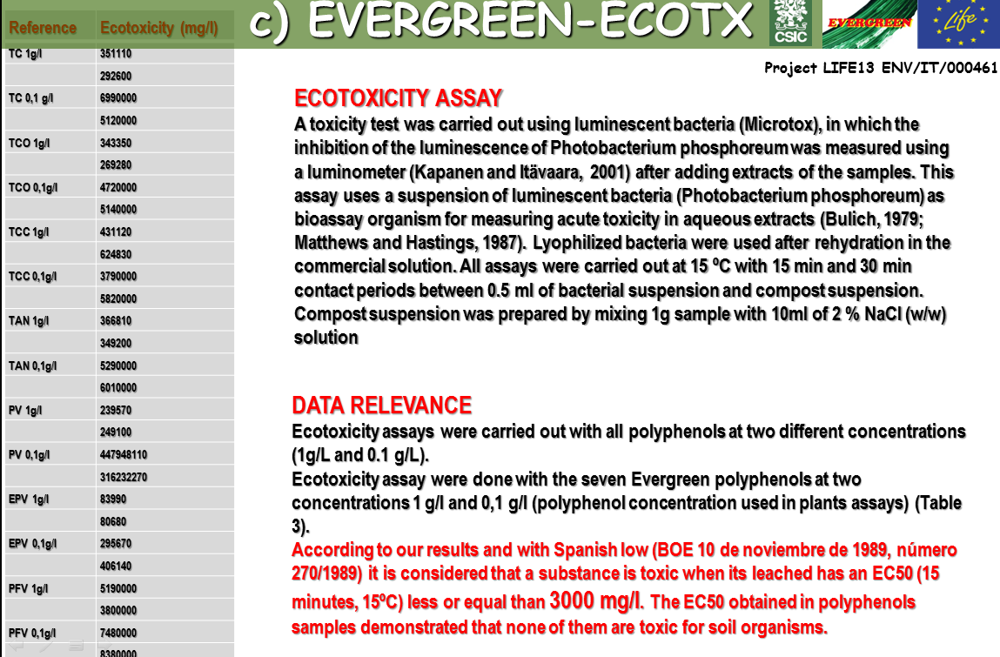 c) EVERGREEN-ECOTX
CSIC
EVERGREEN
Life
Project LIFE13 ENV/IT/000461
Reference Ecotoxicity (mg/l)
TC 1g/l 351110
292600
TC 0,1 g/l 6990000
5120000
TCO 1g/l 343350
269280
TCO 0,1g/l 4720000
5140000
TCC 1g/l 431120
624830
TCC 0,1g/l 3790000
5820000
TAN 1g/l 366810
349200
TAN 0,1g/l 5290000
6010000
PV 1g/l 239570
249100
PV 0,1g/l 447948110
316232270
EPV 1g/l 83990
80680
EPV 0,1g/l 295670
406140
PFV 1g/l 5190000
3800000
PFV 0,1g/l 7480000
8380000
ECOTOXICITY ASSAY
A toxicity test was carried out using luminescent bacteria (Microtox), in which the
inhibition of the luminescence of Photobacterium phosphoreum was measured using
a luminometer (Kapanen and Itävaara, 2001) after adding extracts of the samples. This
assay uses a suspension of luminescent bacteria (Photobacterium phosphoreum) as
bioassay organism for measuring acute toxicity in aqueous extracts (Bulich, 1979;
Matthews and Hastings, 1987). Lyophilized bacteria were used after rehydration in the
commercial solution. All assays were carried out at 15 ºC with 15 min and 30 min
contact periods between 0.5 ml of bacterial suspension and compost suspension.
Compost suspension was prepared by mixing 1g sample with 10ml of 2 % NaCl (w/w)
solution
DATA RELEVANCE
Ecotoxicity assays were carried out with all polyphenols at two different concentrations
(1g/L and 0.1 g/L).
Ecotoxicity assay were done with the seven Evergreen polyphenols at two
concentrations 1 g/l and 0,1 g/l (polyphenol concentration used in plants assays) (Table
3).
According to our results and with Spanish low (BOE 10 de noviembre de 1989, número
270/1989) it is considered that a substance is toxic when its leached has an EC50 (15
minutes, 15ºC) less or equal than 3000 mg/l. The EC50 obtained in polyphenols
samples demonstrated that none of them are toxic for soil organisms.